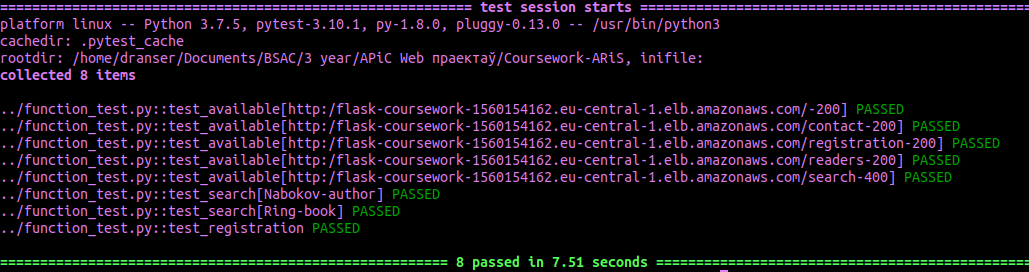 =========================================================== test session starts =================================================
platform linux -- Python 3.7.5, pytest-3.10.1, py-1.8.0, pluggy-0.13.0 -- /usr/bin/python3
cachedir: .pytest_cache
rootdir: /home/dranser/Documents/BSAC/3 year/APiC Web праектаў/Coursework-ARiS, inifile:
collected 8 items
../function_test.py::test_available[http:/flask-coursework-1560154162.eu-central-1.elb.amazonaws.com/-200] PASSED
../function_test.py::test_available[http:/flask-coursework-1560154162.eu-central-1.elb.amazonaws.com/contact-200] PASSED
../function_test.py::test_available[http:/flask-coursework-1560154162.eu-central-1.elb.amazonaws.com/registration-200] PASSED
../function_test.py::test_available[http:/flask-coursework-1560154162.eu-central-1.elb.amazonaws.com/readers-200] PASSED
../function_test.py::test_available[http:/flask-coursework-1560154162.eu-central-1.elb.amazonaws.com/search-400] PASSED
../function_test.py::test_search[Nabokov-author] PASSED
../function_test.py::test_search[Ring-book] PASSED
../function_test.py::test_registration PASSED
======================================================== 8 passed in 7.51 seconds ===============================================